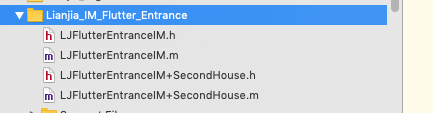 Lianjia_IM_Flutter_Entrance
h LJFlutterEntranceIM.h
m LJFlutterEntranceIM.m
h LJFlutterEntranceIM+SecondHouse.h
m LJFlutterEntranceIM+SecondHouse.m